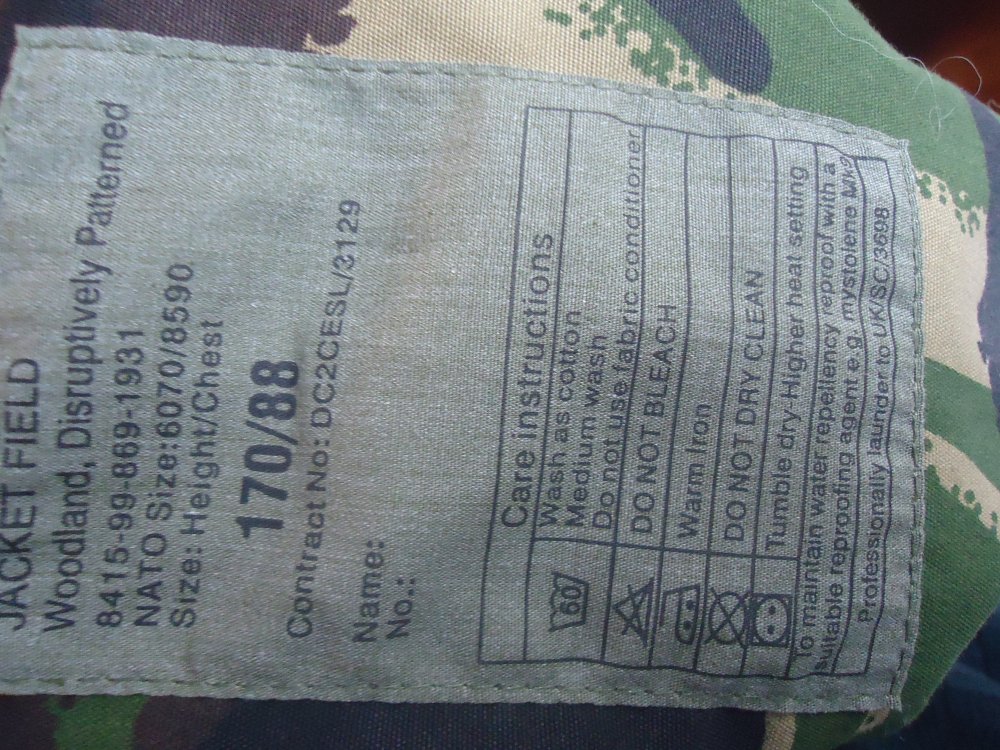 JACKET FIELD
Woodland, Disruptively Patterned
8415-99-869-1931
NATO Size:6070/8590
Size: Height/Chest
170/88
Contract No: DC2CESL/3129
Name:
No.:
Care instructions
60
Wash as cotton
Medium wash
Do not use fabric conditioner
DO NOT BLEACH
Warm Iron
DO NOT DRY CLEAN
Tumble dry-Higher heat setting
To maintain water repellency reproof with a
suitable reproofing agent e.g. mystolene Mk9
Professionally launder to UK/SC/3698